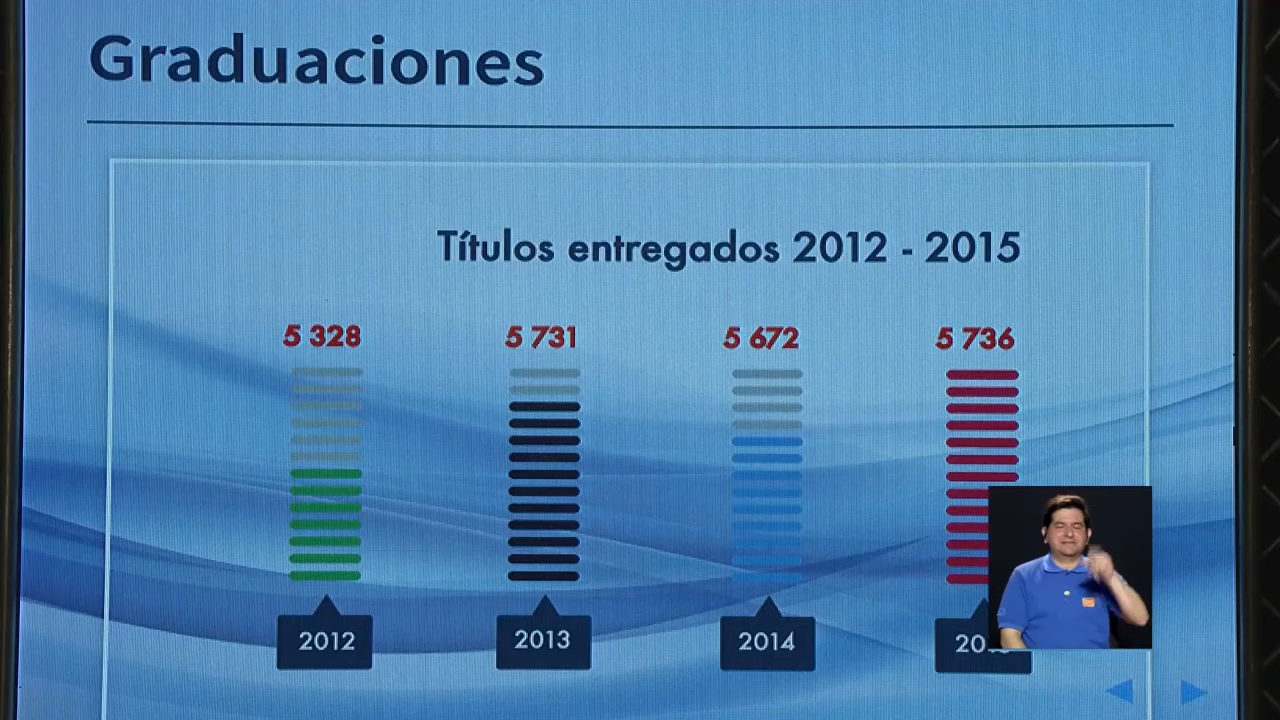 Graduaciones
Títulos entregados 2012 - 2015
5 328 5 731 5 672 5 736
2012 2013 2014